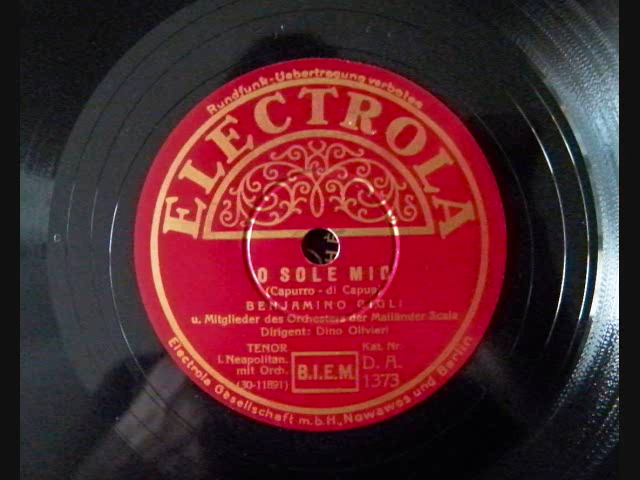 Rundfunk-Uebertragung verboten
ELECTROLA
O SOLE MIO
(Capurro - di Capua)
BENJAMINO GIGLI
u. Mitglieder des Orchesters der Mailänder Scala
Dirigent: Dino Olivieri
TENOR
i. Neapolitan.
mit Orch.
(30-11891)
B.I.E.M.
Kat. Nr.
D. A.
1373
Electrola Gesellschaft m.b.H., Nowawes und Berlin